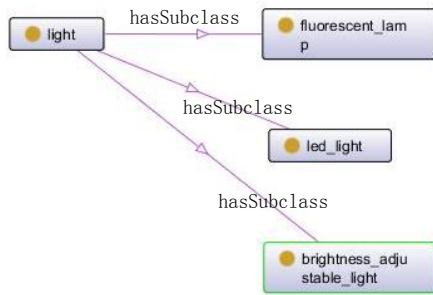 hasSubclass
light
fluorescent_lam
p
hasSubclass
led_light
hasSubclass
brightness_adju
stable_light